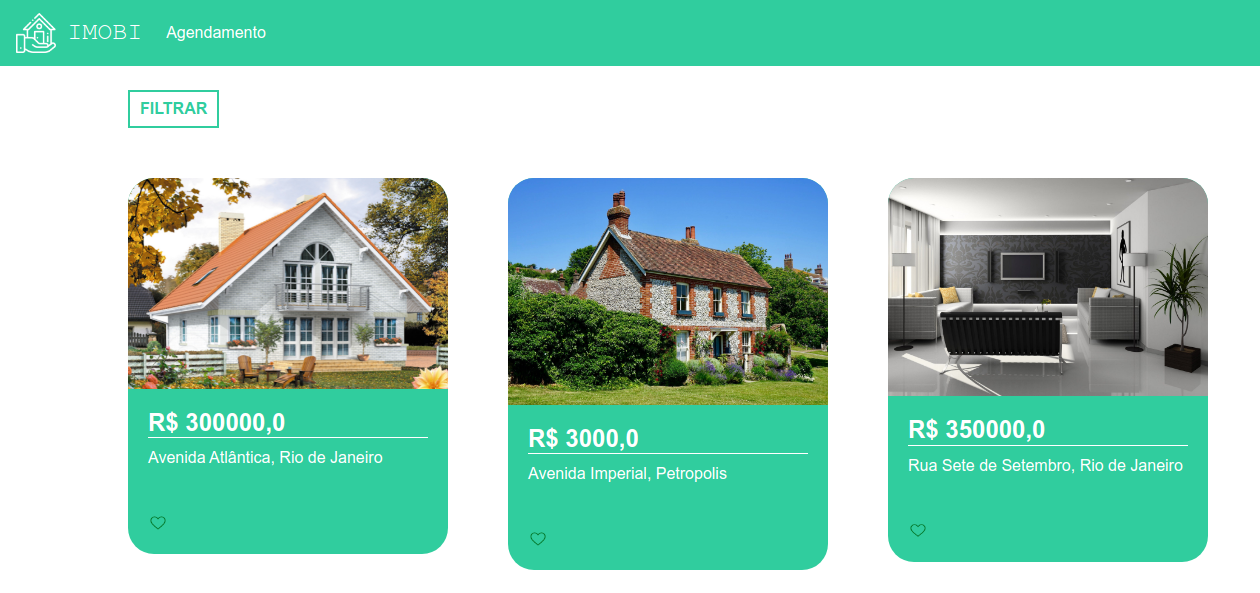 IMOBI Agendamento
FILTRAR
R$ 300000,0
Avenida Atlântica, Rio de Janeiro
R$ 3000,0
Avenida Imperial, Petropolis
R$ 350000,0
Rua Sete de Setembro, Rio de Janeiro